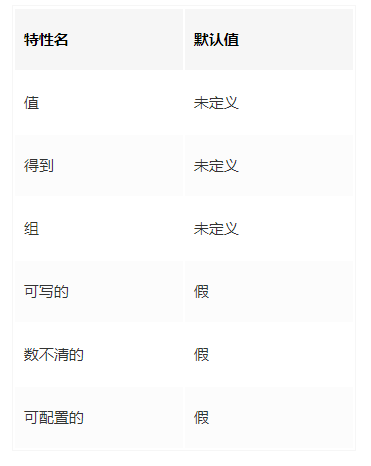 特性名 默认值
值 未定义
得到 未定义
组 未定义
可写的 假
数不清的 假
可配置的 假